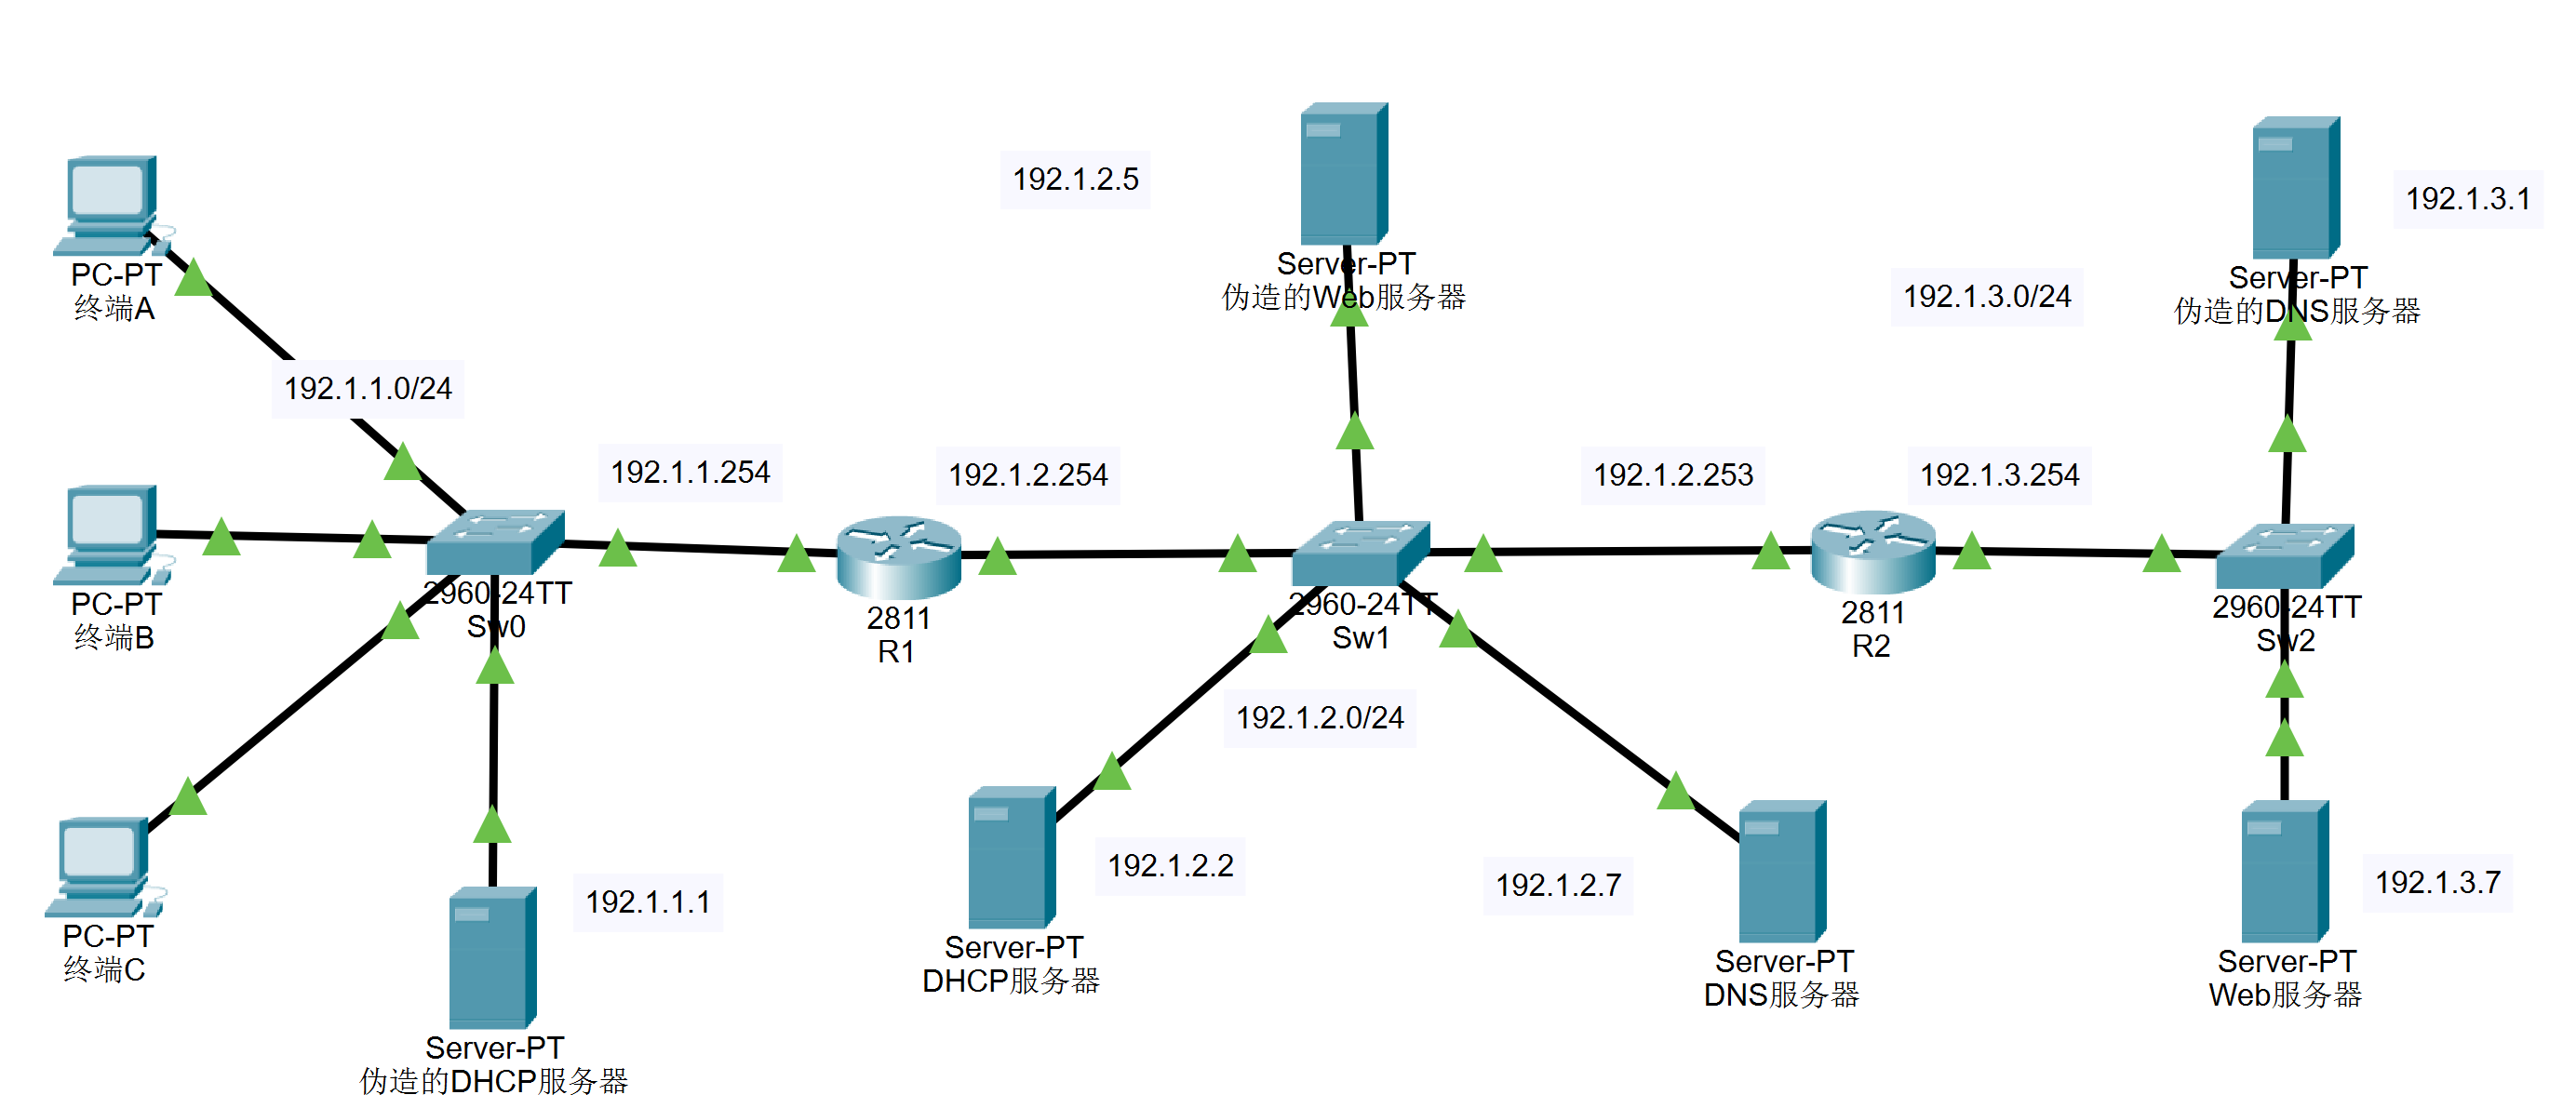 192.1.2.5
192.1.3.1
PC-PT
终端A
Server-PT
伪造的Web服务器
192.1.3.0/24
Server-PT
伪造的DNS服务器
192.1.1.0/24
192.1.1.254
192.1.2.254
192.1.2.253
192.1.3.254
PC-PT
终端B
2960-24TT
Sw0
2811
R1
2960-24TT
Sw1
2811
R2
2960-24TT
Sw2
192.1.2.0/24
192.1.2.2
192.1.2.7
192.1.3.7
192.1.1.1
PC-PT
终端C
Server-PT
DHCP服务器
Server-PT
DNS服务器
Server-PT
Web服务器
Server-PT
伪造的DHCP服务器